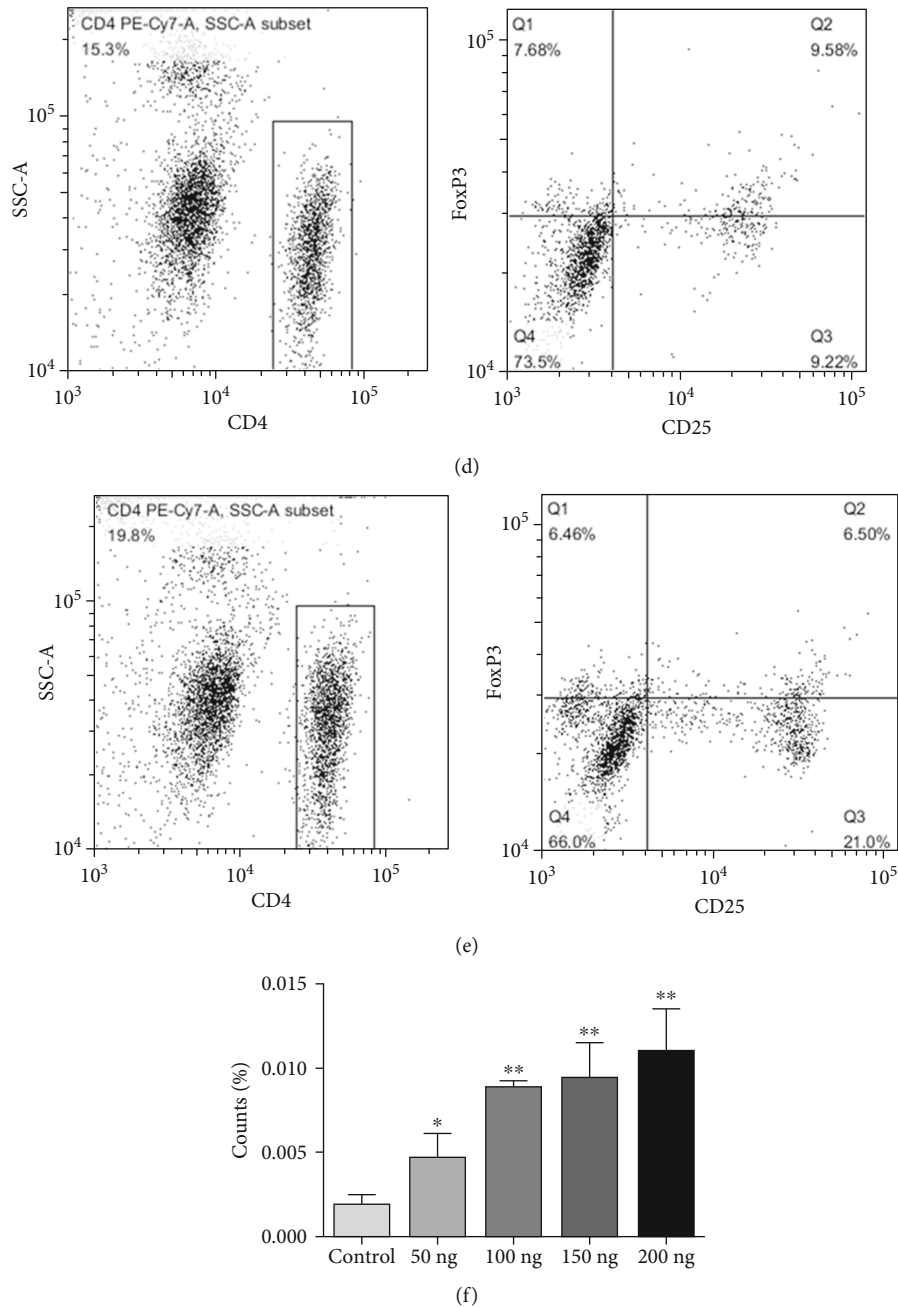 CD4 PE-Cy7-A, SSC-A subset
15.3%
10^5
10^4
SSC-A
10^3
10^4
10^5
CD4
Q1
7.68%
Q2
9.58%
10^5
10^4
FoxP3
Q4
73.5%
Q3
9.22%
10^3
10^4
10^5
CD25
(d)
CD4 PE-Cy7-A, SSC-A subset
19.8%
10^5
10^4
SSC-A
10^3
10^4
10^5
CD4
Q1
6.46%
Q2
6.50%
10^5
10^4
FoxP3
Q4
66.0%
Q3
21.0%
10^3
10^4
10^5
CD25
(e)
0.015
0.010
0.005
0.000
Counts (%)
*
**
**
**
Control 50 ng 100 ng 150 ng 200 ng
(f)